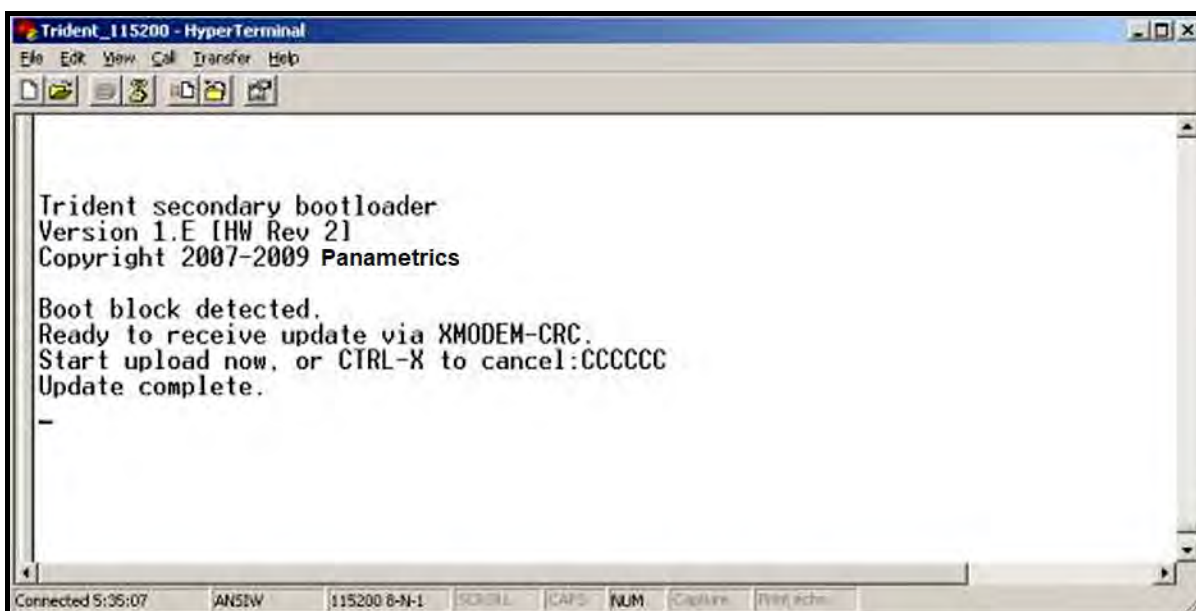 Trident_115200 - HyperTerminal
File Edit View Call Transfer Help
Trident secondary bootloader
Version 1.E [HW Rev 2]
Copyright 2007-2009 Panametrics
Boot block detected.
Ready to receive update via XMODEM-CRC.
Start upload now, or CTRL-X to cancel:CCCCCC
Update complete.
Connected 5:35:07 ANSIW 115200 8-N-1 SCROLL CAPS NUM Capture Print echo